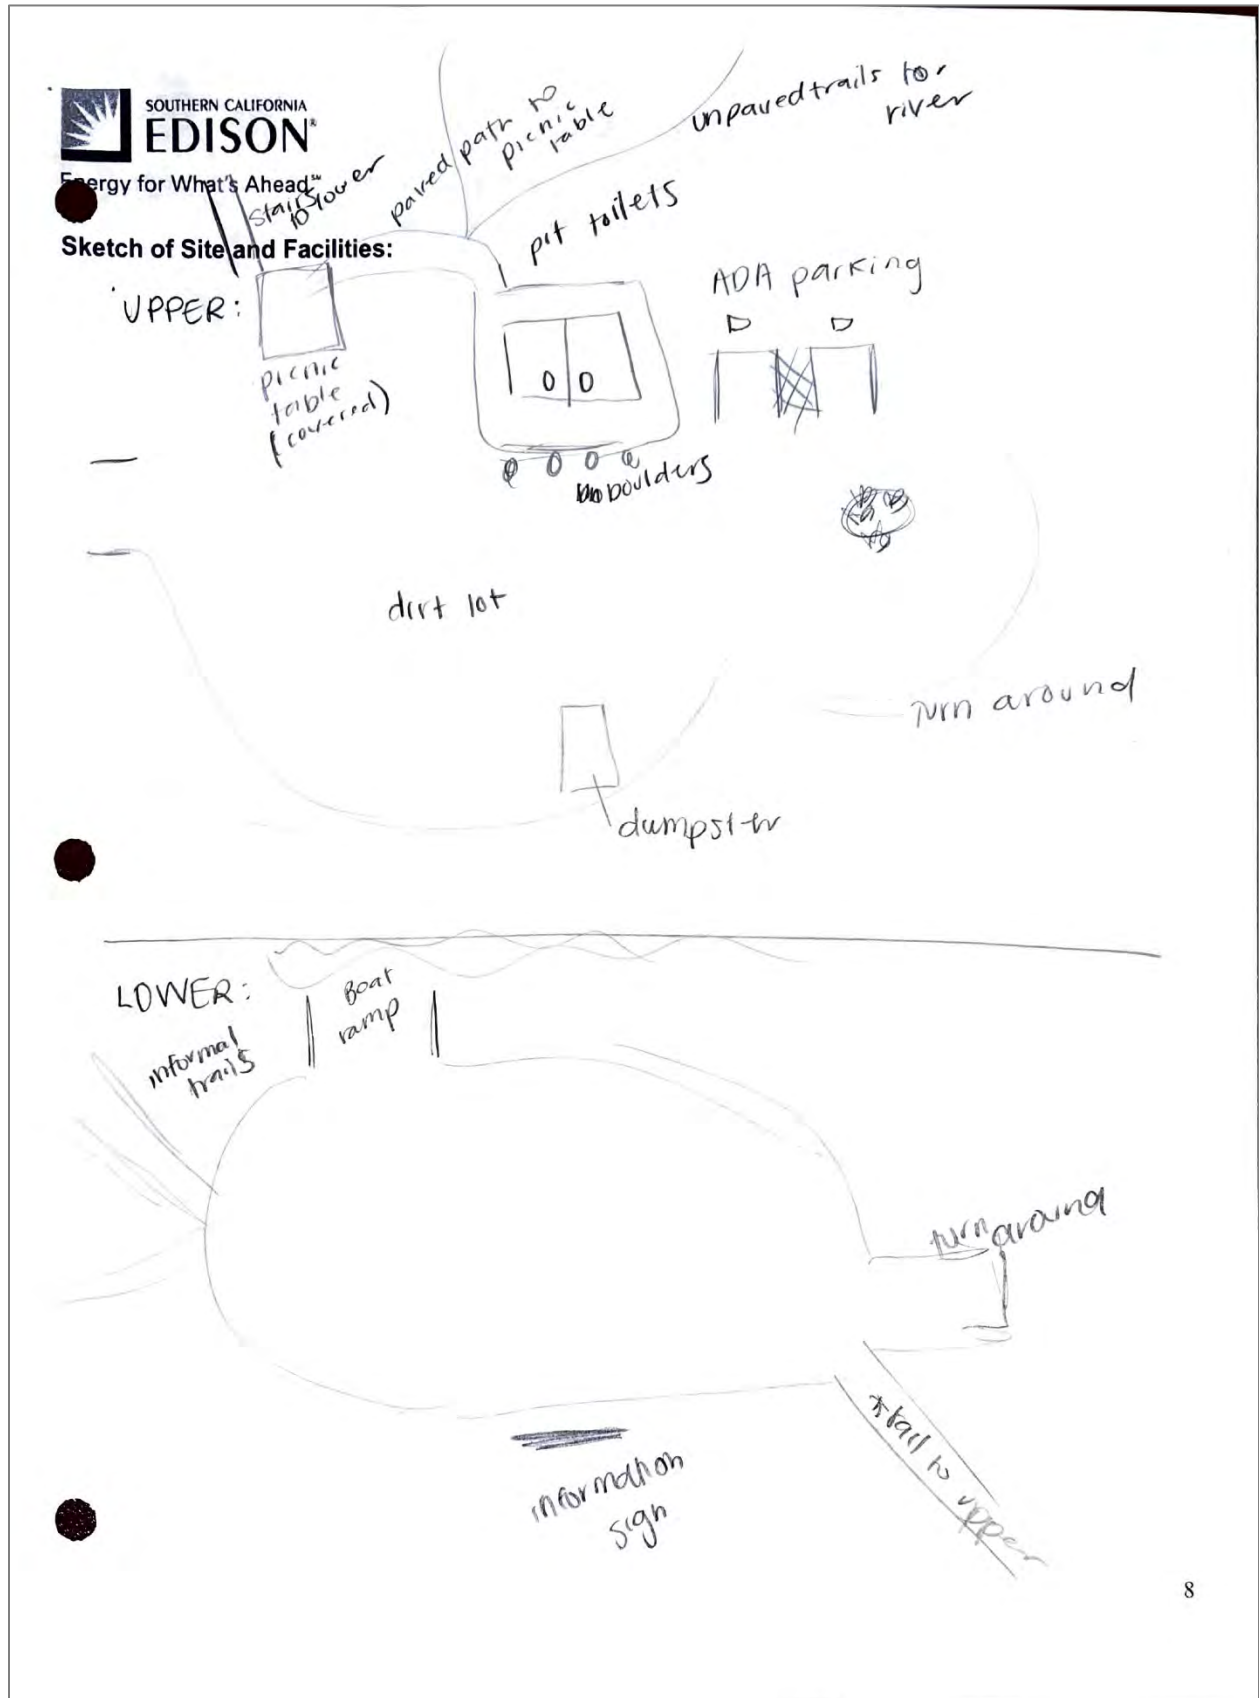 SOUTHERN CALIFORNIA
EDISON®
Energy for What's Ahead℠
Sketch of Site and Facilities:
UPPER:
stairs
to lower
paved path to
picnic
table
unpaved trails to
river
pit toilets
ADA parking
picnic
table
(covered)
boulders
dirt lot
turn around
dumpster
LOWER:
Boat
ramp
informal
trails
turn around
trail to upper
information
sign
8